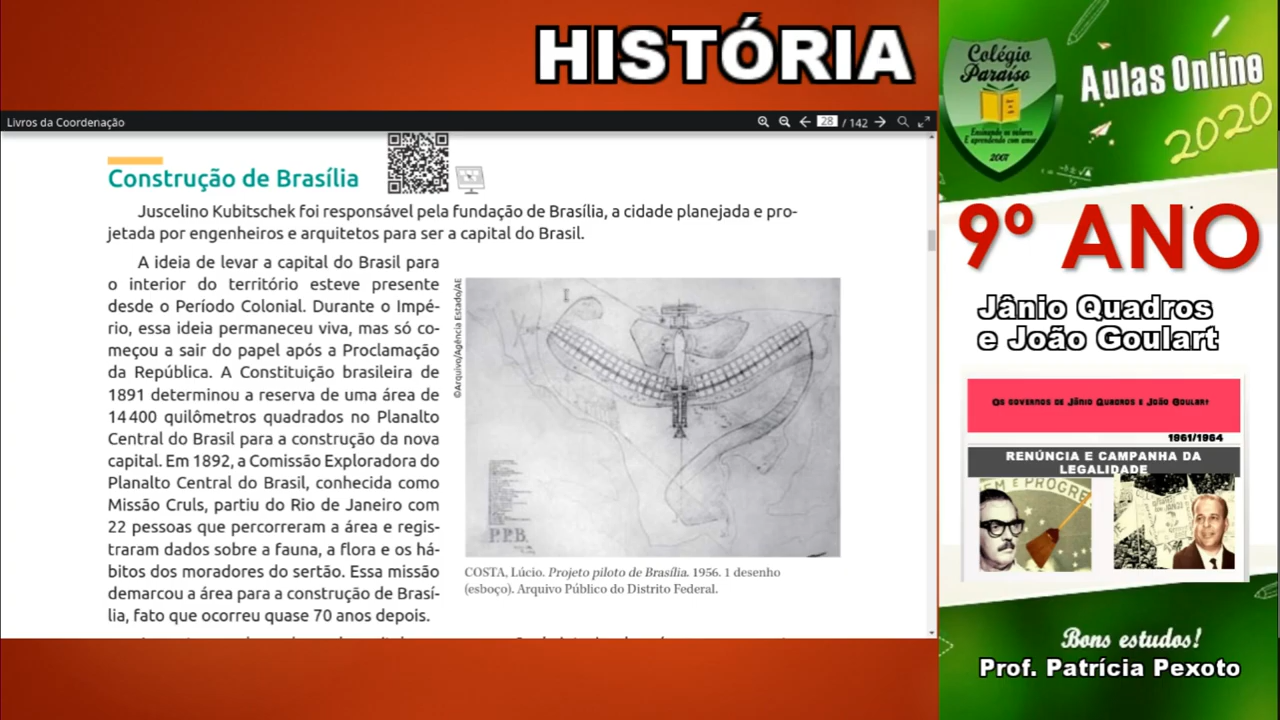 HISTÓRIA
Livros da Coordenação
28 / 142
Construção de Brasília
Juscelino Kubitschek foi responsável pela fundação de Brasília, a cidade planejada e pro-
jetada por engenheiros e arquitetos para ser a capital do Brasil.
A ideia de levar a capital do Brasil para
o interior do território esteve presente
desde o Período Colonial. Durante o Impé-
rio, essa ideia permaneceu viva, mas só co-
meçou a sair do papel após a Proclamação
da República. A Constituição brasileira de
1891 determinou a reserva de uma área de
14 400 quilômetros quadrados no Planalto
Central do Brasil para a construção da nova
capital. Em 1892, a Comissão Exploradora do
Planalto Central do Brasil, conhecida como
Missão Cruls, partiu do Rio de Janeiro com
22 pessoas que percorreram a área e regis-
traram dados sobre a fauna, a flora e os há-
bitos dos moradores do sertão. Essa missão
demarcou a área para a construção de Brasí-
lia, fato que ocorreu quase 70 anos depois.
©Arquivo/Agência Estado/AE
P.P.B.
COSTA, Lúcio. Projeto piloto de Brasília. 1956. 1 desenho
(esboço). Arquivo Público do Distrito Federal.
Colégio
Paraíso
Ensinando os valores
E aprendendo com amor
2007
Aulas Online
2020
9º ANO
Jânio Quadros
e João Goulart
Os governos de Jânio Quadros e João Goulart
1961/1964
RENÚNCIA E CAMPANHA DA
LEGALIDADE
EM E PROGRE
Bons estudos!
Prof. Patrícia Pexoto